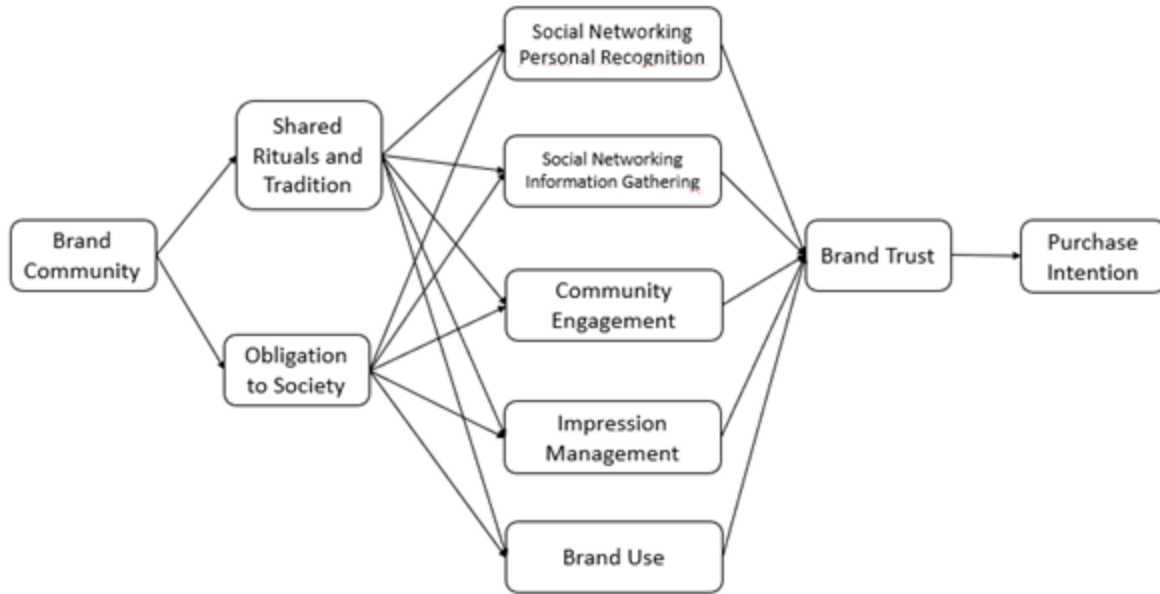 Social Networking
Personal Recognition
Shared
Rituals and
Tradition
Social Networking
Information Gathering
Brand
Community
Brand Trust
Purchase
Intention
Community
Engagement
Obligation
to Society
Impression
Management
Brand Use